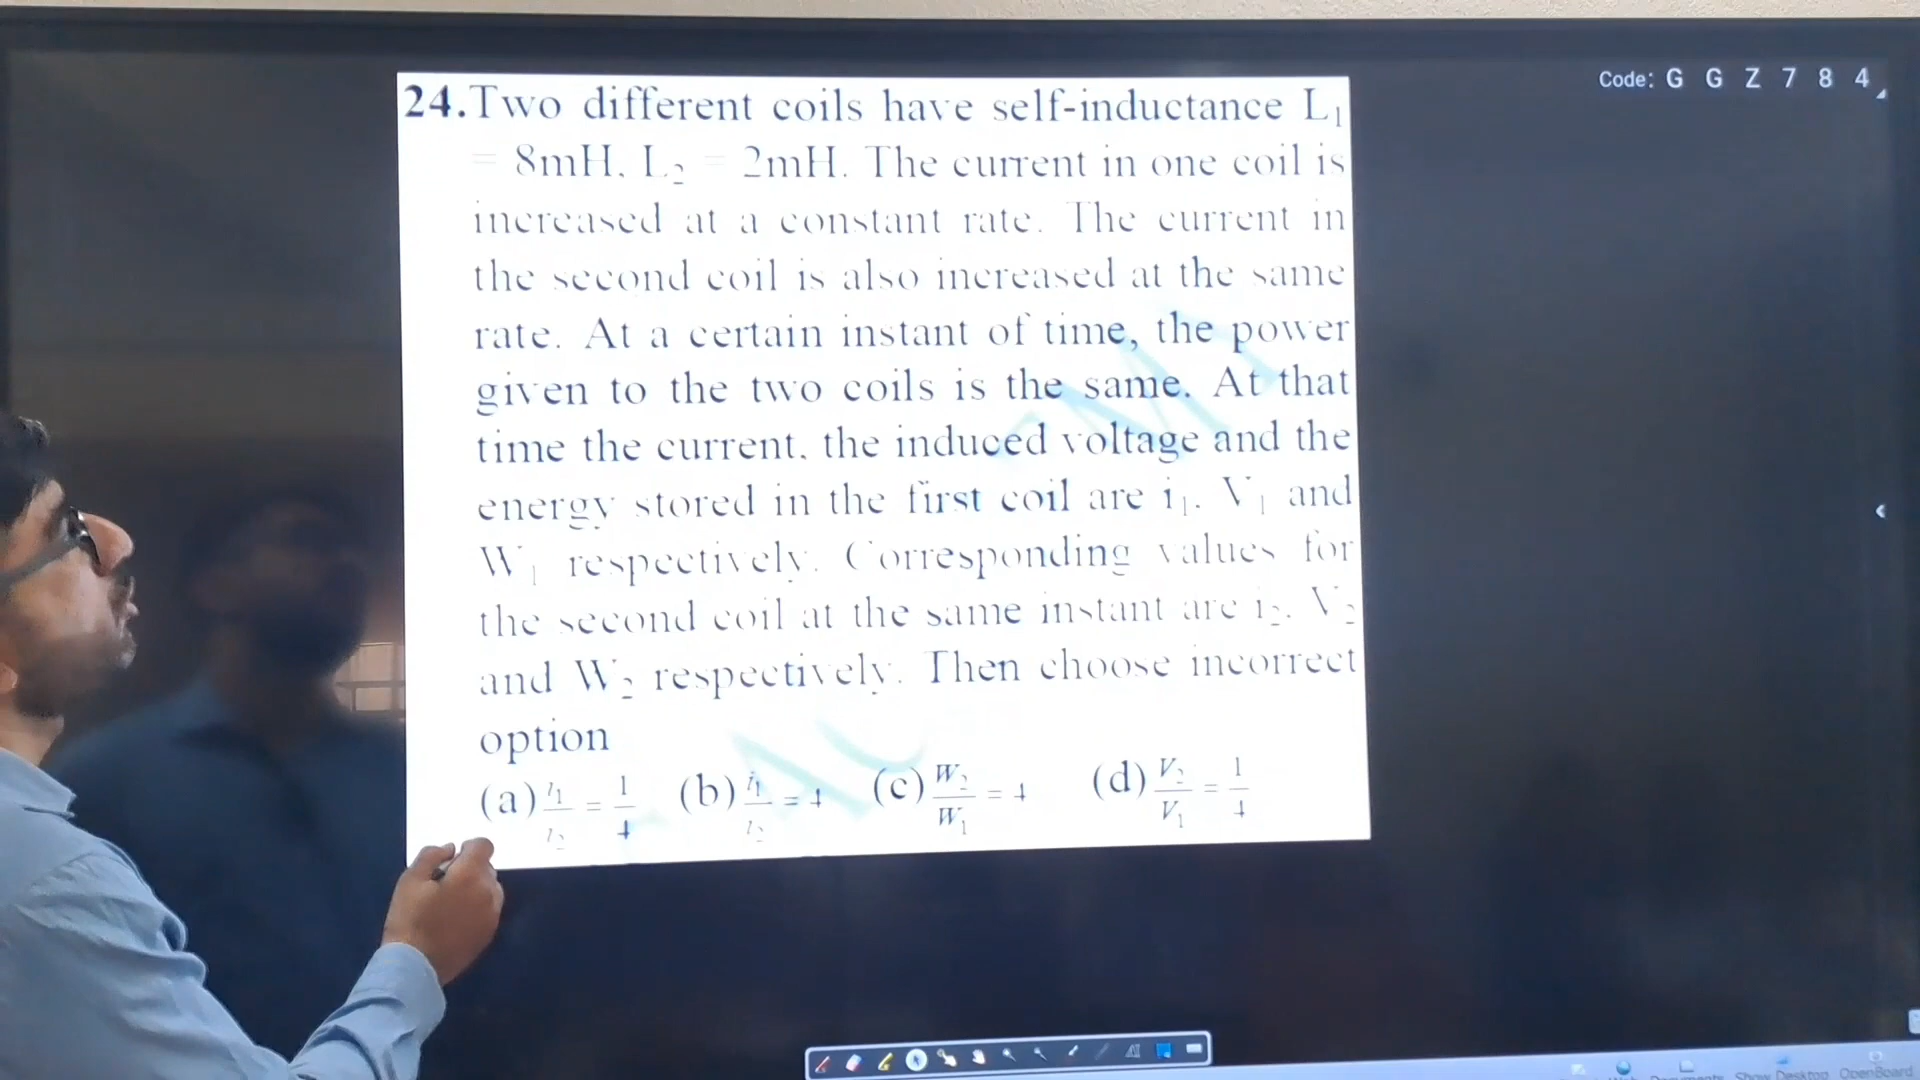 Code: G G Z 7 8 4
24. Two different coils have self-inductance L₁
= 8mH, L₂ = 2mH. The current in one coil is
increased at a constant rate. The current in
the second coil is also increased at the same
rate. At a certain instant of time, the power
given to the two coils is the same. At that
time the current, the induced voltage and the
energy stored in the first coil are i₁, V₁ and
W₁ respectively. Corresponding values for
the second coil at the same instant are i₂, V₂
and W₂ respectively. Then choose incorrect
option
(a) i₁/i₂ = 1/4 (b) i₁/i₂ = 4 (c) W₂/W₁ = 4 (d) V₂/V₁ = 1/4
Documents Show Desktop OpenBoard